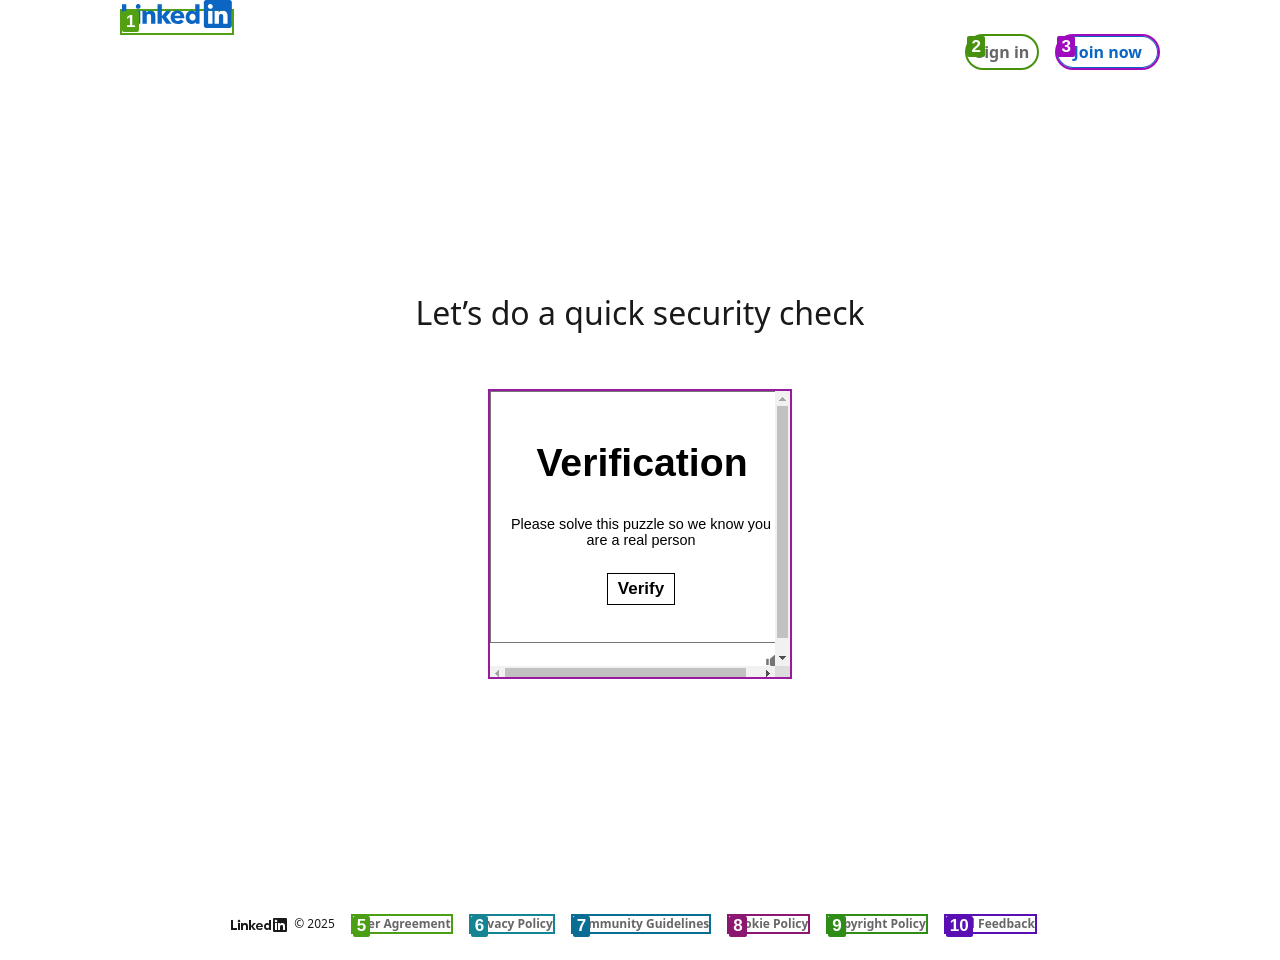 Linkedin
1
2
ign in
3
Join now
Let's do a quick security check
Verification
Please solve this puzzle so we know you
are a real person
Verify
Linkedin © 2025
5
er Agreement
6
vacy Policy
7
mmunity Guidelines
8
okie Policy
9
pyright Policy
10
Feedback